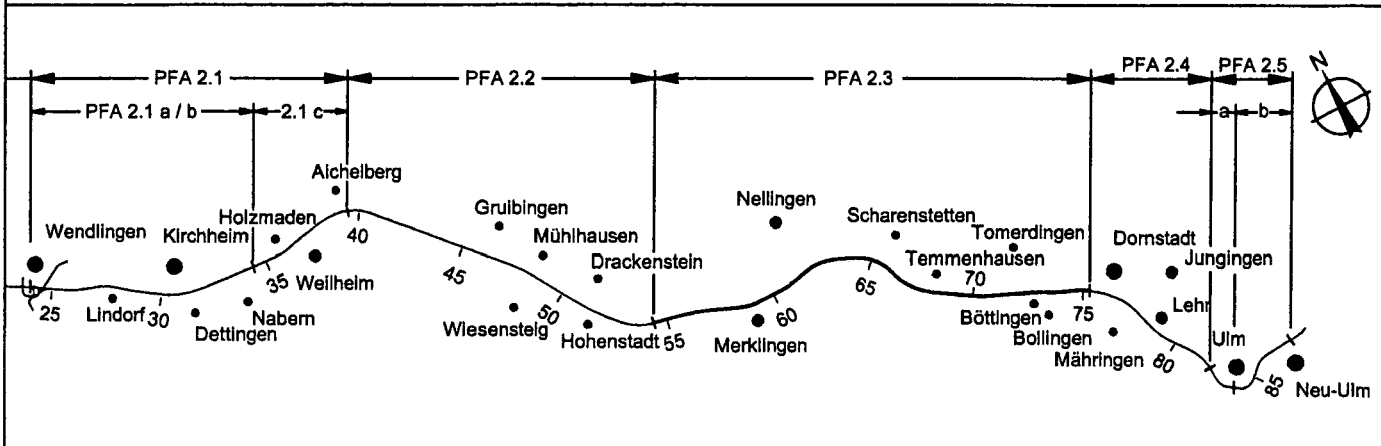 PFA 2.1
PFA 2.2
PFA 2.3
PFA 2.4
PFA 2.5
N
PFA 2.1 a / b
2.1 c
a
b
Aichelberg
Wendlingen
Holzmaden
Kirchheim
Weilheim
Gruibingen
Mühlhausen
Drackenstein
Nellingen
Scharenstetten
Temmenhausen
Tomerdingen
Dornstadt
Jungingen
Lehr
Ulm
25
Lindorf
30
Dettingen
Nabern
35
40
45
Wiesensteig
50
Hohenstadt
55
Merklingen
60
65
70
Böttingen
Bollingen
75
Mähringen
80
85
Neu-Ulm